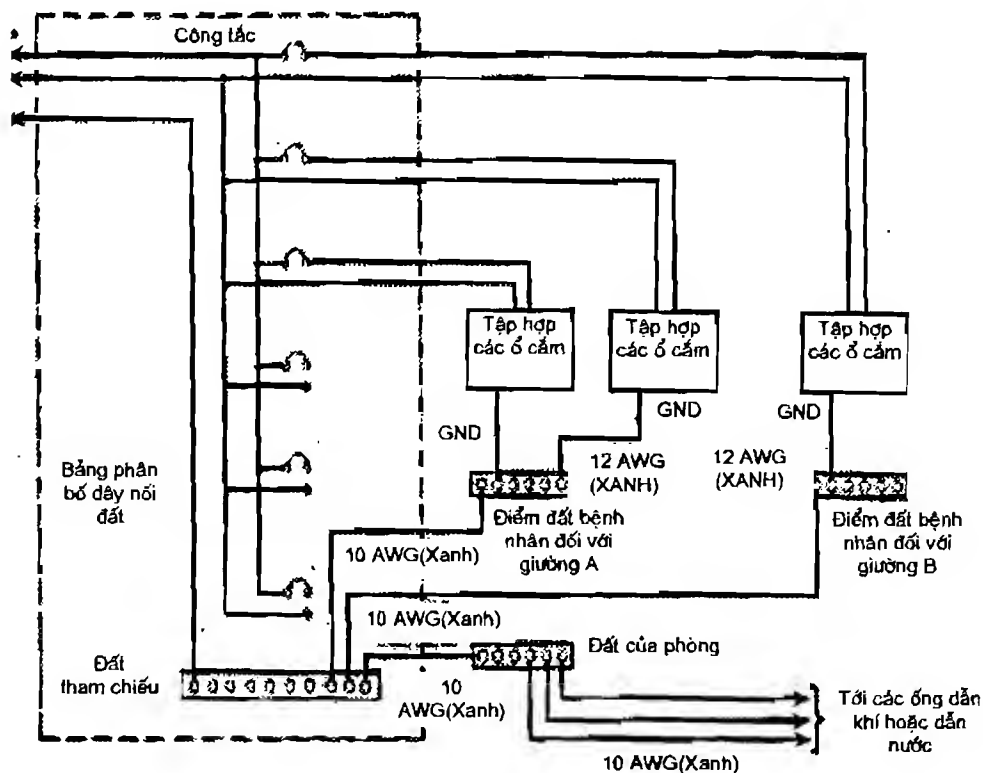 Công tắc
Tập hợp
các ổ cắm
Tập hợp
các ổ cắm
Tập hợp
các ổ cắm
GND
GND
GND
12 AWG
(XANH)
12 AWG
(XANH)
Bảng phân
bố dây nối
đất
Điểm đất bệnh
nhân đối với
giường A
Điểm đất bệnh
nhân đối với
giường B
10 AWG(Xanh)
10 AWG(Xanh)
Đất
tham chiếu
Đất của phòng
10
AWG(Xanh)
Tới các ống dẫn
khí hoặc dẫn
nước
10 AWG(Xanh)